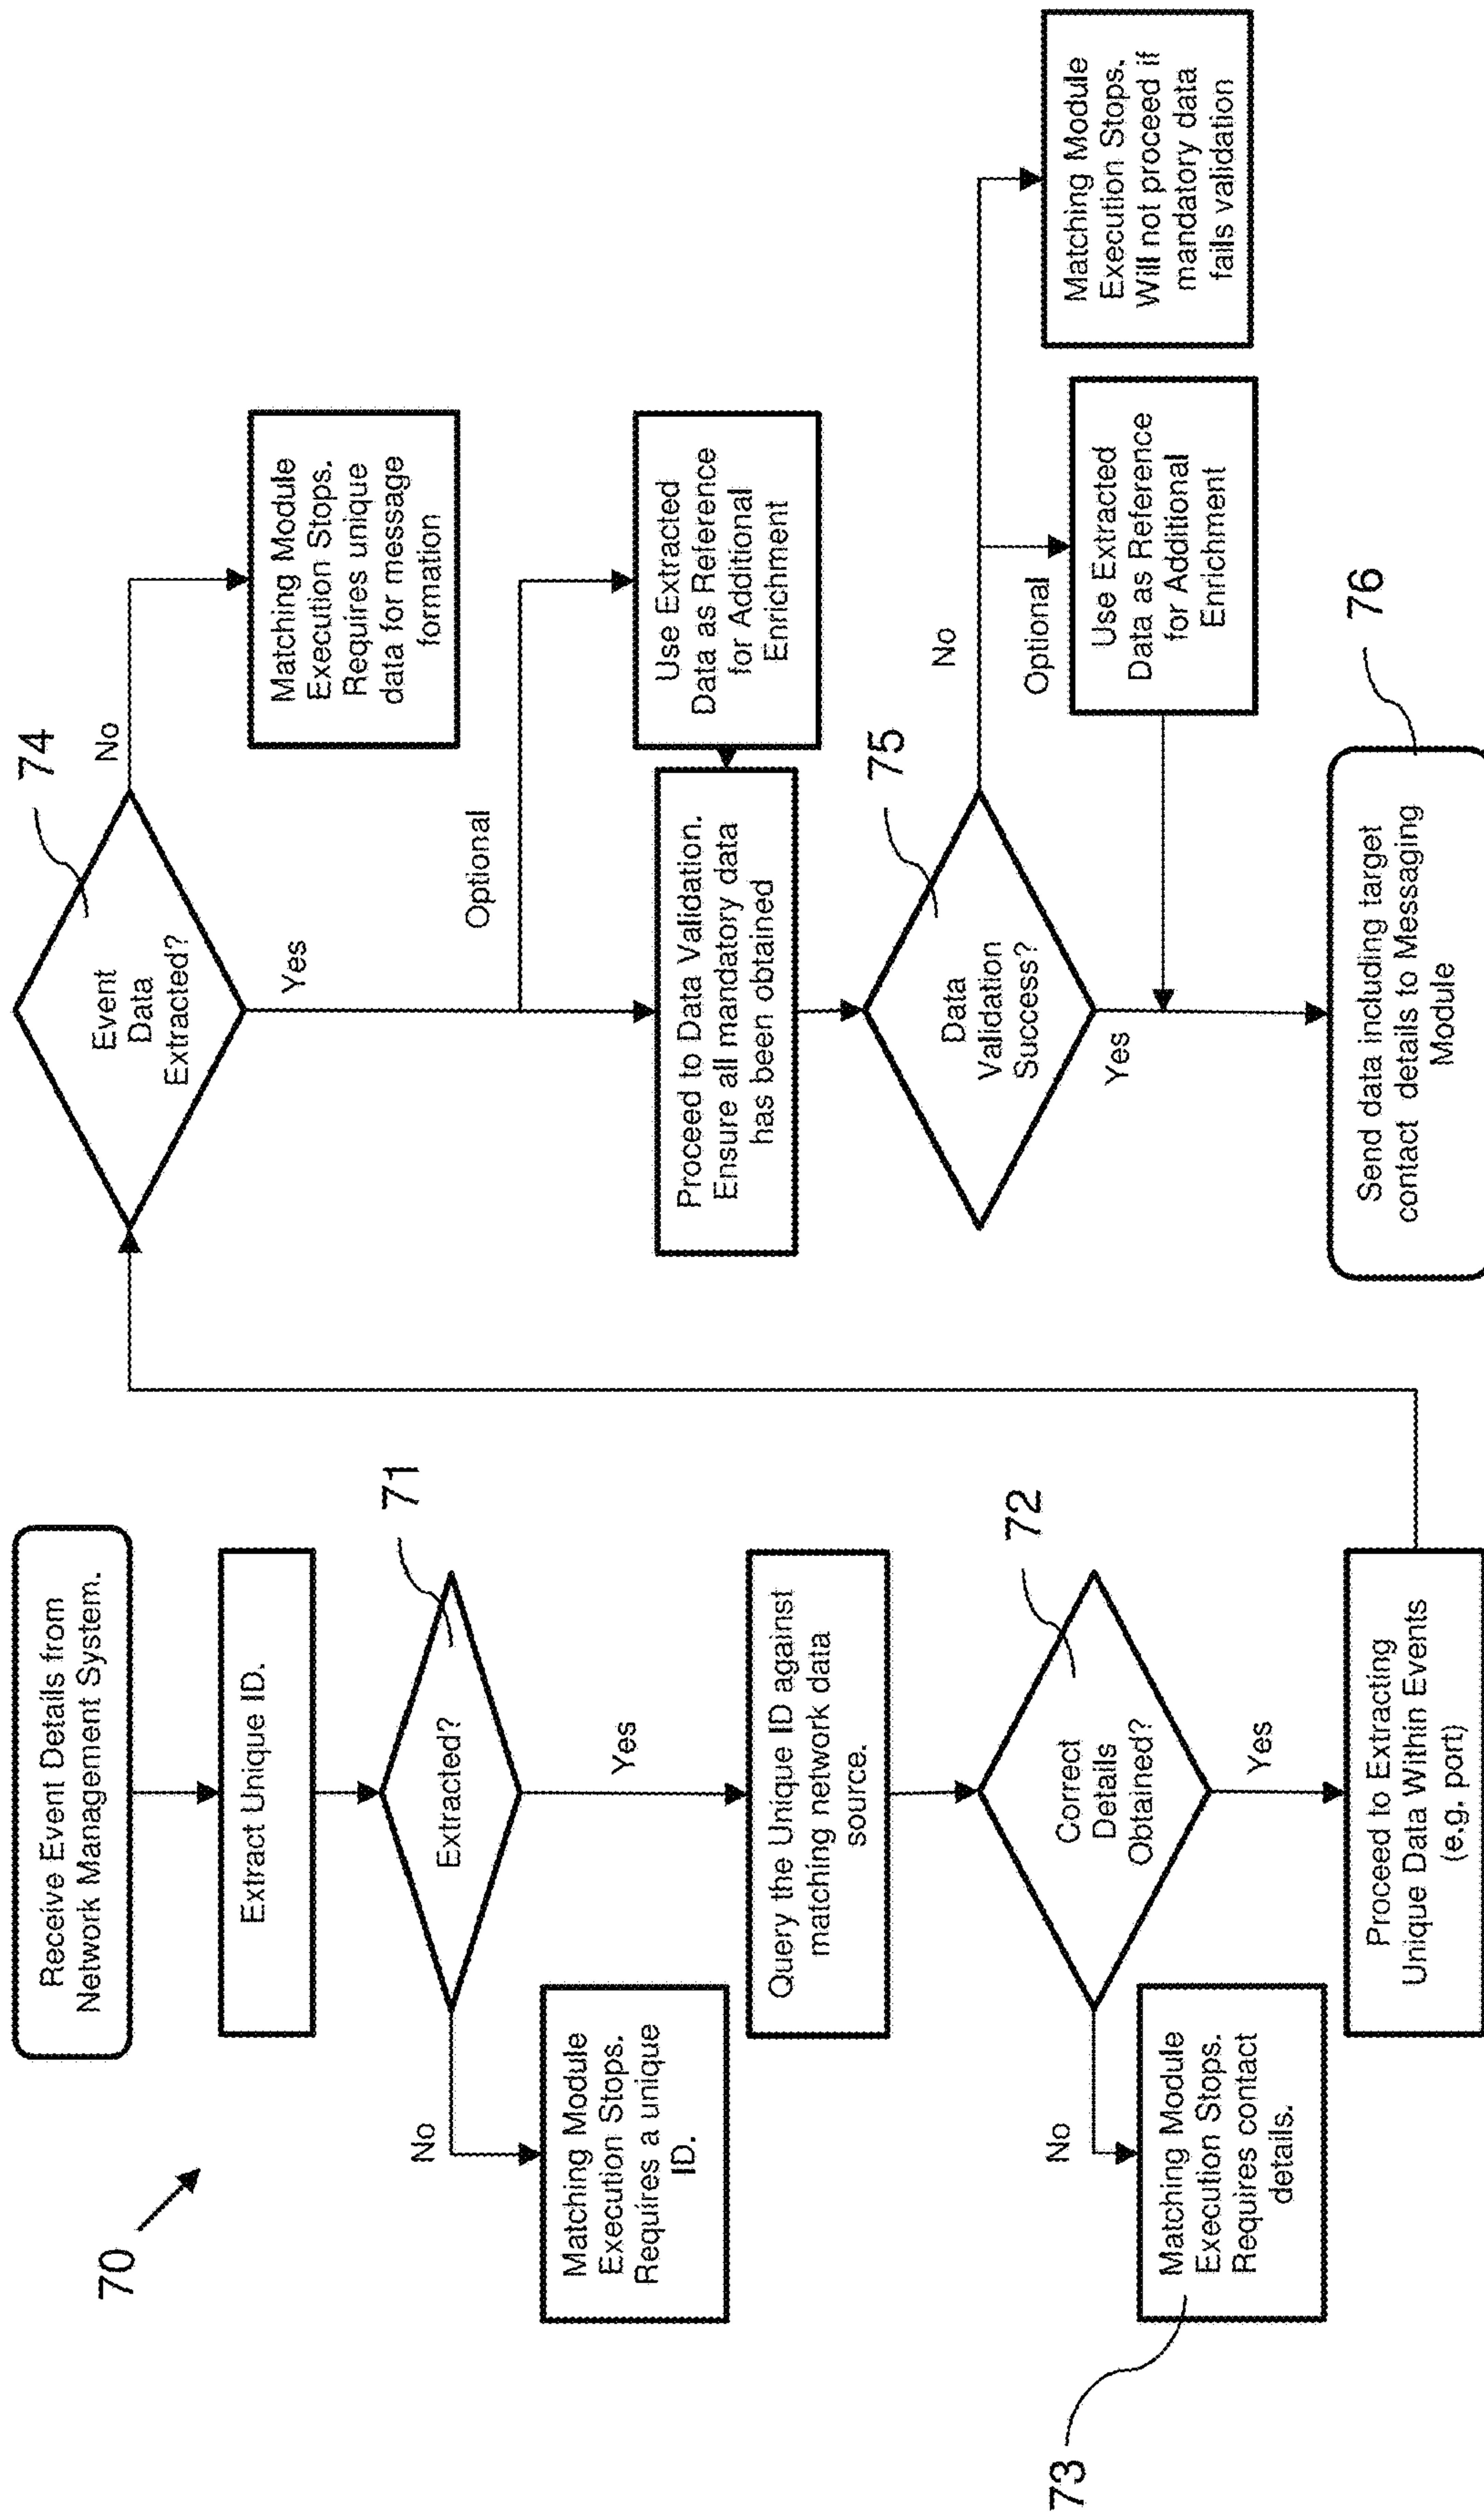 70
Receive Event Details from
Network Management System.
Extract Unique ID.
71
Extracted?
No
Matching Module
Execution Stops.
Requires a unique
ID.
Yes
Query the Unique ID against
matching network data
source.
72
Correct
Details
Obtained?
No
73
Matching Module
Execution Stops.
Requires contact
details.
Yes
Proceed to Extracting
Unique Data Within Events
(e.g. port)
74
Event
Data
Extracted?
No
Matching Module
Execution Stops.
Requires unique
data for message
formation
Yes
Optional
Use Extracted
Data as Reference
for Additional
Enrichment
Proceed to Data Validation.
Ensure all mandatory data
has been obtained
75
Data
Validation
Success?
No
Matching Module
Execution Stops.
Will not proceed if
mandatory data
fails validation
Optional
Use Extracted
Data as Reference
for Additional
Enrichment
Yes
76
Send data including target
contact details to Messaging
Module